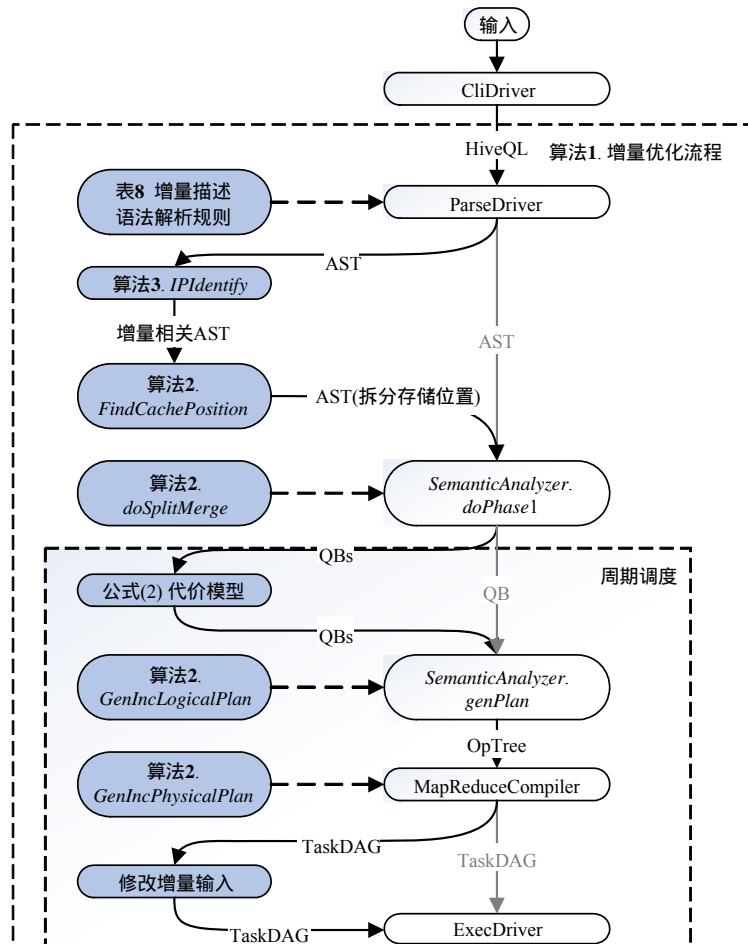 输入
CliDriver
HiveQL
算法1. 增量优化流程
表8 增量描述
语法解析规则
ParseDriver
AST
算法3. IPIdentify
增量相关AST
AST
算法2.
FindCachePosition
AST(拆分存储位置)
算法2.
doSplitMerge
SemanticAnalyzer.
doPhase1
QBs
周期调度
公式(2) 代价模型
QB
QBs
算法2.
GenIncLogicalPlan
SemanticAnalyzer.
genPlan
OpTree
算法2.
GenIncPhysicalPlan
MapReduceCompiler
TaskDAG
TaskDAG
修改增量输入
TaskDAG
ExecDriver